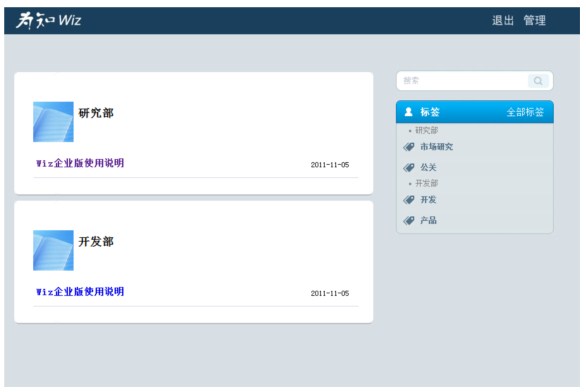 为知 Wiz
退出 管理
研究部
Wiz企业版使用说明 2011-11-05
开发部
Wiz企业版使用说明 2011-11-05
搜索
标签 全部标签
研究部
市场研究
公关
开发部
开发
产品